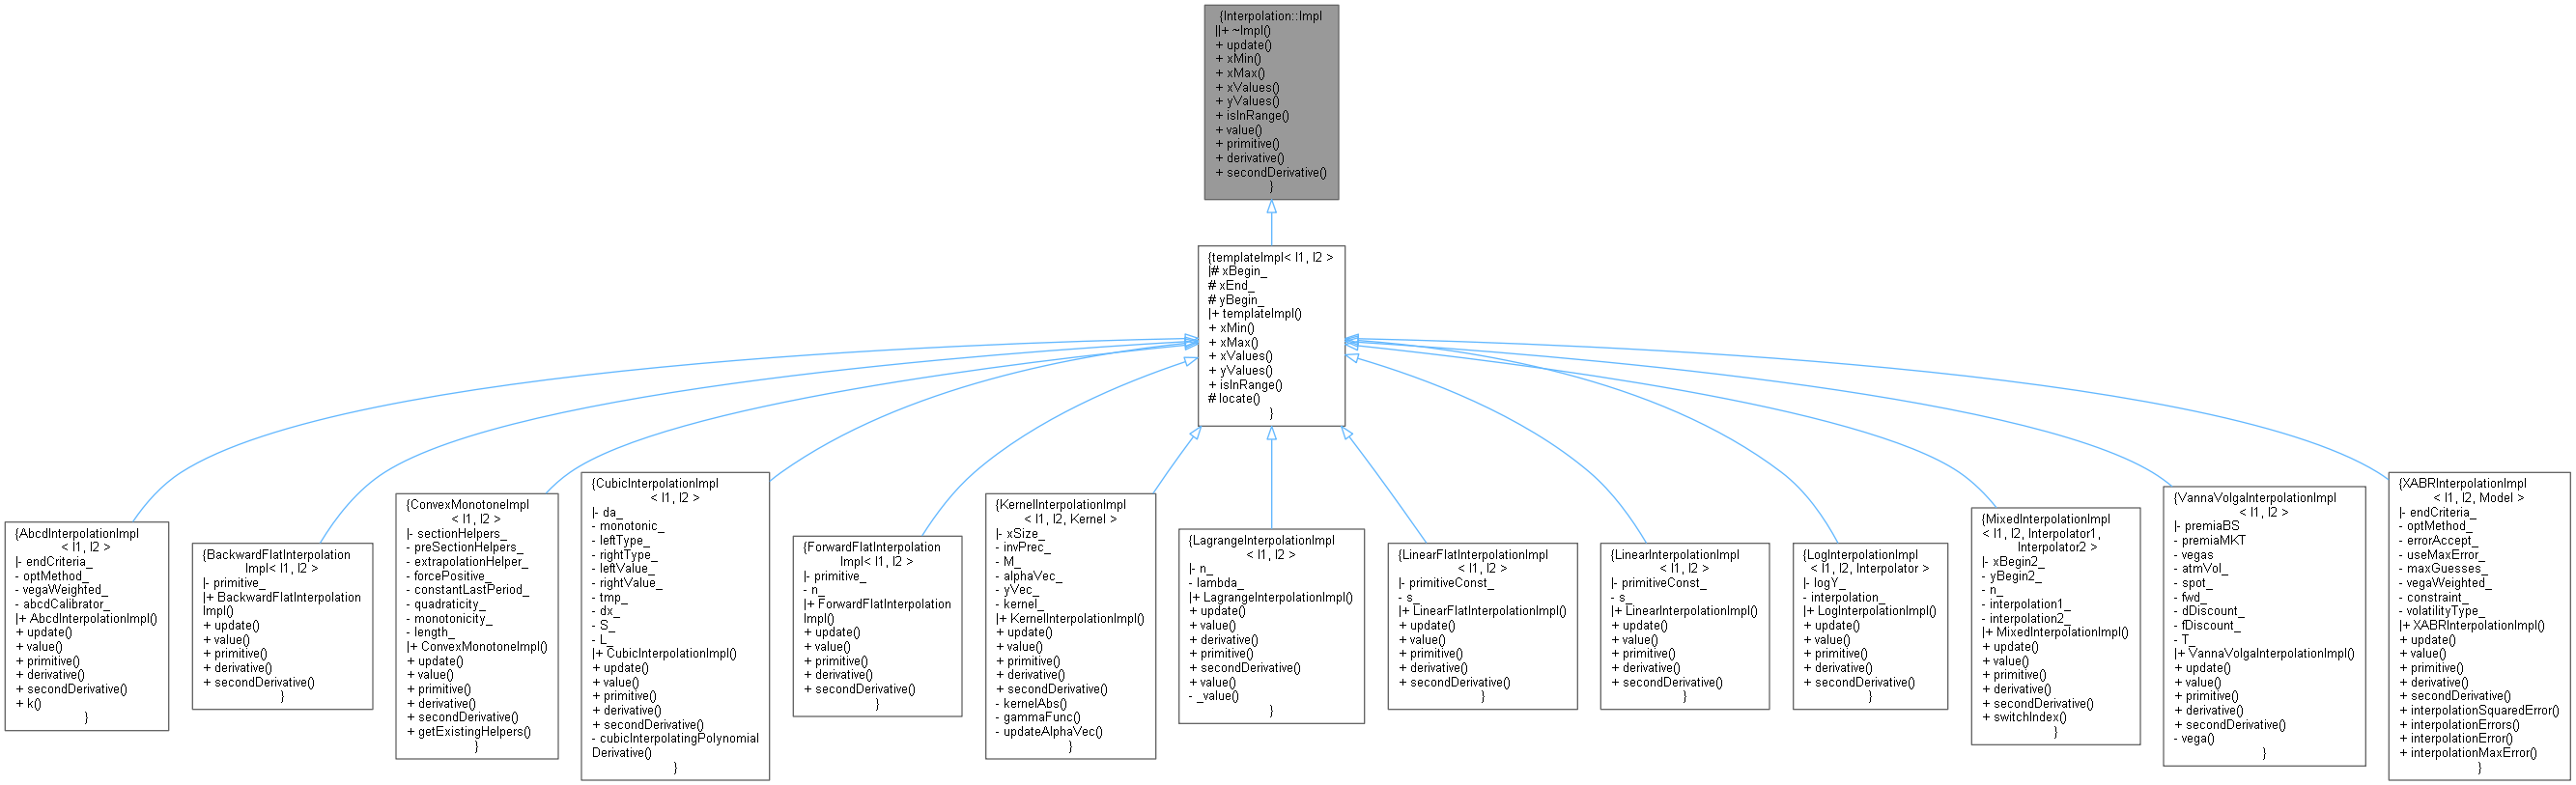 {Interpolation::Impl
||+ ~Impl()
+ update()
+ xMin()
+ xMax()
+ xValues()
+ yValues()
+ isInRange()
+ value()
+ primitive()
+ derivative()
+ secondDerivative()
}
{templateImpl< I1, I2 >
|# xBegin_
# xEnd_
# yBegin_
|+ templateImpl()
+ xMin()
+ xMax()
+ xValues()
+ yValues()
+ isInRange()
# locate()
}
{AbcdInterpolationImpl
< I1, I2 >
|- endCriteria_
- optMethod_
- vegaWeighted_
- abcdCalibrator_
|+ AbcdInterpolationImpl()
+ update()
+ value()
+ primitive()
+ derivative()
+ secondDerivative()
+ k()
}
{BackwardFlatInterpolation
Impl< I1, I2 >
|- primitive_
|+ BackwardFlatInterpolation
Impl()
+ update()
+ value()
+ primitive()
+ derivative()
+ secondDerivative()
}
{ConvexMonotoneImpl
< I1, I2 >
|- sectionHelpers_
- preSectionHelpers_
- extrapolationHelper_
- forcePositive_
- constantLastPeriod_
- quadraticity_
- monotonicity_
- length_
|+ ConvexMonotoneImpl()
+ update()
+ value()
+ primitive()
+ derivative()
+ secondDerivative()
+ getExistingHelpers()
}
{CubicInterpolationImpl
< I1, I2 >
|- da_
- monotonic_
- leftType_
- rightType_
- leftValue_
- rightValue_
- tmp_
- dx_
- S_
- L_
|+ CubicInterpolationImpl()
+ update()
+ value()
+ primitive()
+ derivative()
+ secondDerivative()
- cubicInterpolatingPolynomial
Derivative()
}
{ForwardFlatInterpolation
Impl< I1, I2 >
|- primitive_
- n_
|+ ForwardFlatInterpolation
Impl()
+ update()
+ value()
+ primitive()
+ derivative()
+ secondDerivative()
}
{KernelInterpolationImpl
< I1, I2, Kernel >
|- xSize_
- invPrec_
- M_
- alphaVec_
- yVec_
- kernel_
|+ KernelInterpolationImpl()
+ update()
+ value()
+ primitive()
+ derivative()
+ secondDerivative()
- kernelAbs()
- gammaFunc()
- updateAlphaVec()
}
{LagrangeInterpolationImpl
< I1, I2 >
|- n_
- lambda_
|+ LagrangeInterpolationImpl()
+ update()
+ value()
+ derivative()
+ primitive()
+ secondDerivative()
+ value()
- _value()
}
{LinearFlatInterpolationImpl
< I1, I2 >
|- primitiveConst_
- s_
|+ LinearFlatInterpolationImpl()
+ update()
+ value()
+ primitive()
+ derivative()
+ secondDerivative()
}
{LinearInterpolationImpl
< I1, I2 >
|- primitiveConst_
- s_
|+ LinearInterpolationImpl()
+ update()
+ value()
+ primitive()
+ derivative()
+ secondDerivative()
}
{LogInterpolationImpl
< I1, I2, Interpolator >
|- logY_
- interpolation_
|+ LogInterpolationImpl()
+ update()
+ value()
+ primitive()
+ derivative()
+ secondDerivative()
}
{MixedInterpolationImpl
< I1, I2, Interpolator1,
Interpolator2 >
|- xBegin2_
- yBegin2_
- n_
- interpolation1_
- interpolation2_
|+ MixedInterpolationImpl()
+ update()
+ value()
+ primitive()
+ derivative()
+ secondDerivative()
+ switchIndex()
}
{VannaVolgaInterpolationImpl
< I1, I2 >
|- premiaBS
- premiaMKT
- vegas
- atmVol_
- spot_
- fwd_
- dDiscount_
- fDiscount_
- T_
|+ VannaVolgaInterpolationImpl()
+ update()
+ value()
+ primitive()
+ derivative()
+ secondDerivative()
- vega()
}
{XABRInterpolationImpl
< I1, I2, Model >
|- endCriteria_
- optMethod_
- errorAccept_
- useMaxError_
- maxGuesses_
- vegaWeighted_
- constraint_
- volatilityType_
|+ XABRInterpolationImpl()
+ update()
+ value()
+ primitive()
+ derivative()
+ secondDerivative()
+ interpolationSquaredError()
+ interpolationErrors()
+ interpolationError()
+ interpolationMaxError()
}